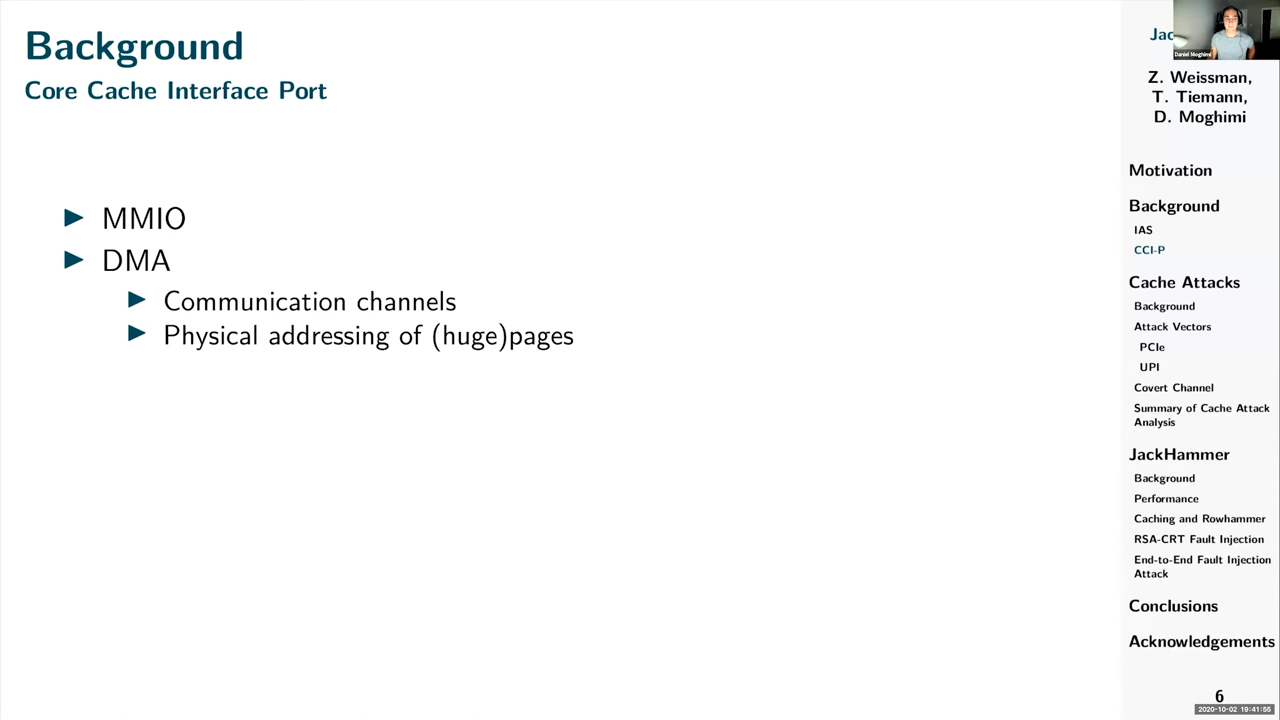 Background
Core Cache Interface Port
MMIO
DMA
Communication channels
Physical addressing of (huge)pages
Jac
Daniel Moghimi
Z. Weissman,
T. Tiemann,
D. Moghimi
Motivation
Background
IAS
CCI-P
Cache Attacks
Background
Attack Vectors
PCIe
UPI
Covert Channel
Summary of Cache Attack
Analysis
JackHammer
Background
Performance
Caching and Rowhammer
RSA-CRT Fault Injection
End-to-End Fault Injection
Attack
Conclusions
Acknowledgements
6
2020-10-02 19:41:55